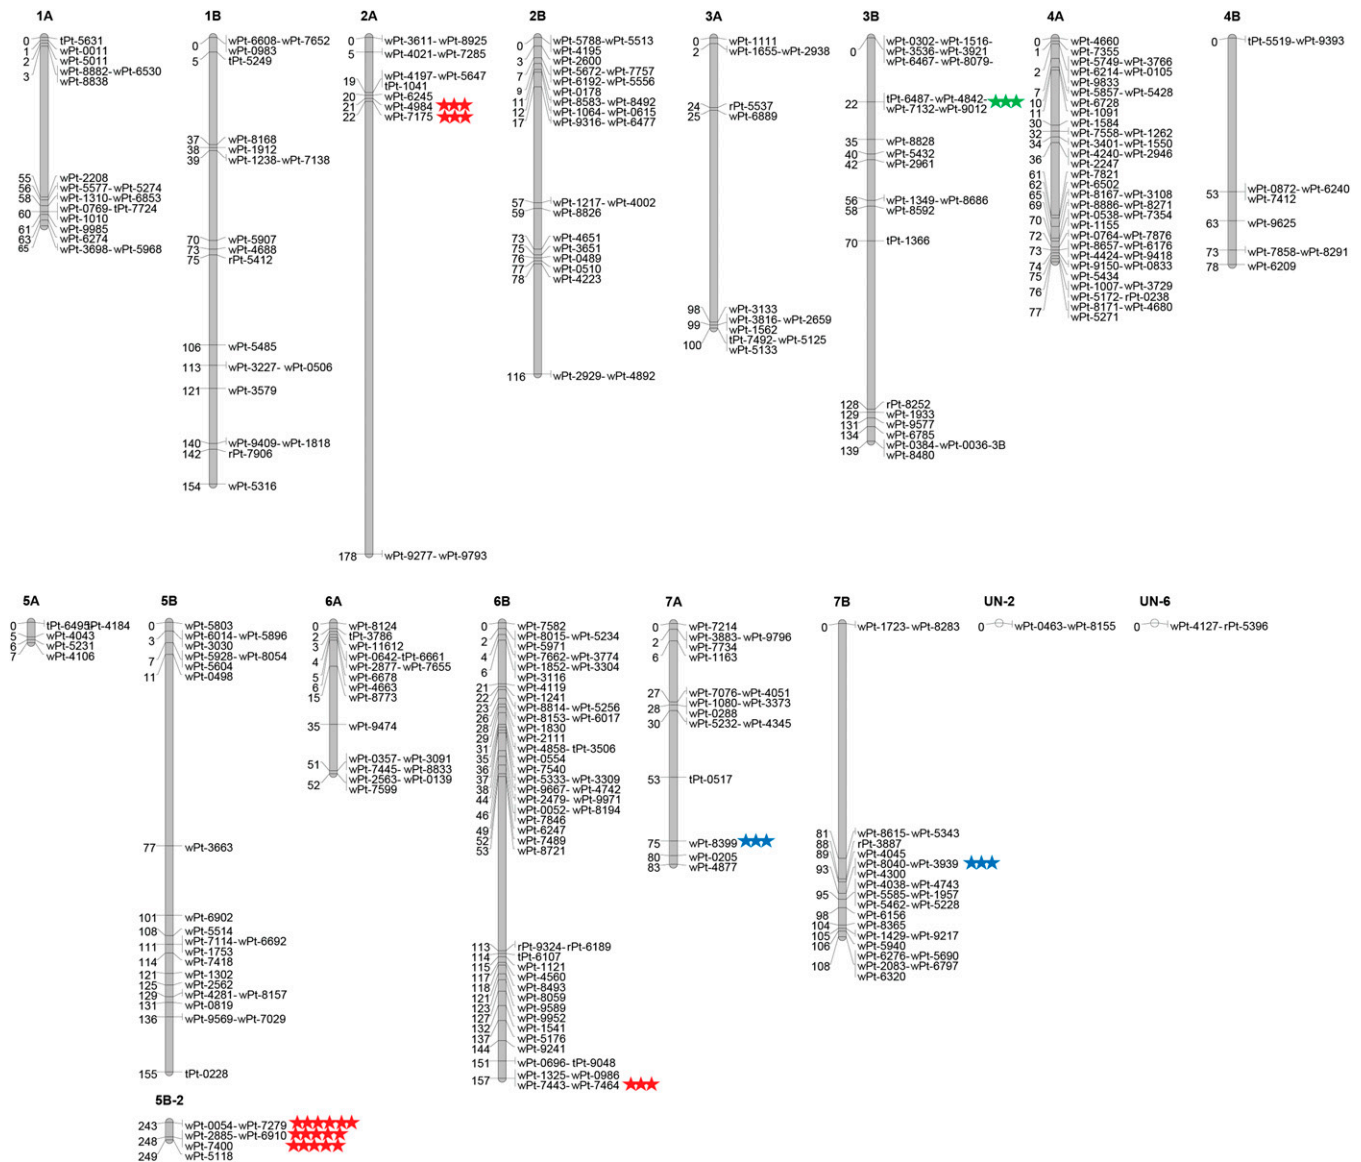 1A
0 tPt-5631
1 wPt-0011
2 wPt-5011
3 wPt-8882-wPt-6530
wPt-8838
55 wPt-2208
56 wPt-5577-wPt-5274
58 wPt-1310-wPt-6853
60 wPt-0769-tPt-7724
wPt-1010
61 wPt-9985
63 wPt-6274
65 wPt-3698-wPt-5968
1B
0 wPt-6608-wPt-7652
wPt-0983
5 tPt-5249
37 wPt-8168
38 wPt-1912
39 wPt-1238-wPt-7138
70 wPt-5907
73 wPt-4688
75 rPt-5412
106 wPt-5485
113 wPt-3227-wPt-0506
121 wPt-3579
140 wPt-9409-wPt-1818
142 rPt-7906
154 wPt-5316
2A
0 wPt-3611-wPt-8925
5 wPt-4021-wPt-7285
19 wPt-4197-wPt-5647
tPt-1041
20 wPt-6245
21 wPt-4984
22 wPt-7175
178 wPt-9277-wPt-9793
2B
0 wPt-5788-wPt-5513
wPt-4195
3 wPt-2600
7 wPt-5672-wPt-7757
wPt-6192-wPt-5556
9 wPt-0178
11 wPt-8583-wPt-8492
12 wPt-1064-wPt-0615
17 wPt-9316-wPt-6477
57 wPt-1217-wPt-4002
59 wPt-8826
73 wPt-4651
75 wPt-3651
76 wPt-0489
77 wPt-0510
78 wPt-4223
116 wPt-2929-wPt-4892
3A
0 wPt-1111
2 wPt-1655-wPt-2938
24 rPt-5537
25 wPt-6889
98 wPt-3133
99 wPt-3816-wPt-2659
wPt-1562
100 tPt-7492-wPt-5125
wPt-5133
3B
0 wPt-0302-wPt-1516-
wPt-3536-wPt-3921
wPt-6467-wPt-8079-
22 tPt-6487-wPt-4842-
wPt-7132-wPt-9012
35 wPt-8828
40 wPt-5432
42 wPt-2961
56 wPt-1349-wPt-8686
58 wPt-8592
70 tPt-1366
128 rPt-8252
129 wPt-1933
131 wPt-9577
134 wPt-6785
139 wPt-0384-wPt-0036-3B
wPt-8480
4A
0 wPt-4660
1 wPt-7355
2 wPt-5749-wPt-3766
wPt-6214-wPt-0105
wPt-9833
7 wPt-5857-wPt-5428
10 wPt-6728
11 wPt-1091
30 wPt-1584
32 wPt-7558-wPt-1262
34 wPt-3401-wPt-1550
36 wPt-4240-wPt-2946
wPt-2247
61 wPt-7821
62 wPt-6502
65 wPt-8167-wPt-3108
69 wPt-8886-wPt-8271
70 wPt-0538-wPt-7354
wPt-1155
72 wPt-0764-wPt-7876
73 wPt-8657-wPt-6176
wPt-4424-wPt-9418
74 wPt-9150-wPt-0833
75 wPt-5434
76 wPt-1007-wPt-3729
wPt-5172-rPt-0238
77 wPt-8171-wPt-4680
wPt-5271
4B
0 tPt-5519-wPt-9393
53 wPt-0872-wPt-6240
wPt-7412
63 wPt-9625
73 wPt-7858-wPt-8291
78 wPt-6209
5A
0 tPt-6495 tPt-4184
5 wPt-4043
6 wPt-5231
7 wPt-4106
5B
0 wPt-5803
3 wPt-6014-wPt-5896
wPt-3030
7 wPt-5928-wPt-8054
wPt-5604
11 wPt-0498
77 wPt-3663
101 wPt-6902
108 wPt-5514
111 wPt-7114-wPt-6692
wPt-1753
114 wPt-7418
121 wPt-1302
125 wPt-2562
129 wPt-4281-wPt-8157
131 wPt-0819
136 wPt-9569-wPt-7029
155 tPt-0228
5B-2
243 wPt-0054-wPt-7279
248 wPt-2885-wPt-6910
wPt-7400
249 wPt-5118
6A
0 wPt-8124
2 tPt-3786
3 wPt-11612
4 wPt-0642-tPt-6661
wPt-2877-wPt-7655
5 wPt-6678
6 wPt-4663
15 wPt-8773
35 wPt-9474
51 wPt-0357-wPt-3091
wPt-7445-wPt-8833
52 wPt-2563-wPt-0139
wPt-7599
6B
0 wPt-7582
2 wPt-8015-wPt-5234
wPt-5971
4 wPt-7662-wPt-3774
6 wPt-1852-wPt-3304
wPt-3116
21 wPt-4119
22 wPt-1241
23 wPt-8814-wPt-5256
26 wPt-8153-wPt-6017
28 wPt-1830
29 wPt-2111
31 wPt-4858-tPt-3506
35 wPt-0554
36 wPt-7540
37 wPt-5333-wPt-3309
38 wPt-9667-wPt-4742
44 wPt-2479-wPt-9971
46 wPt-0052-wPt-8194
wPt-7846
49 wPt-6247
52 wPt-7489
53 wPt-8721
113 rPt-9324-rPt-6189
114 tPt-6107
115 wPt-1121
117 wPt-4560
118 wPt-8493
121 wPt-8059
123 wPt-9589
127 wPt-9952
132 wPt-1541
137 wPt-5176
144 wPt-9241
151 wPt-0696-tPt-9048
157 wPt-1325-wPt-0986
wPt-7443-wPt-7464
7A
0 wPt-7214
2 wPt-3883-wPt-9796
wPt-7734
6 wPt-1163
27 wPt-7076-wPt-4051
28 wPt-1080-wPt-3373
wPt-0288
30 wPt-5232-wPt-4345
53 tPt-0517
75 wPt-8399
80 wPt-0205
83 wPt-4877
7B
0 wPt-1723-wPt-8283
81 wPt-8615-wPt-5343
88 rPt-3887
89 wPt-4045
93 wPt-8040-wPt-3939
wPt-4300
95 wPt-4038-wPt-4743
wPt-5585-wPt-1957
wPt-5462-wPt-5228
98 wPt-6156
104 wPt-8365
105 wPt-1429-wPt-9217
106 wPt-5940
108 wPt-6276-wPt-5690
wPt-2083-wPt-6797
wPt-6320
UN-2
0 wPt-0463-wPt-8155
UN-6
0 wPt-4127-rPt-5396